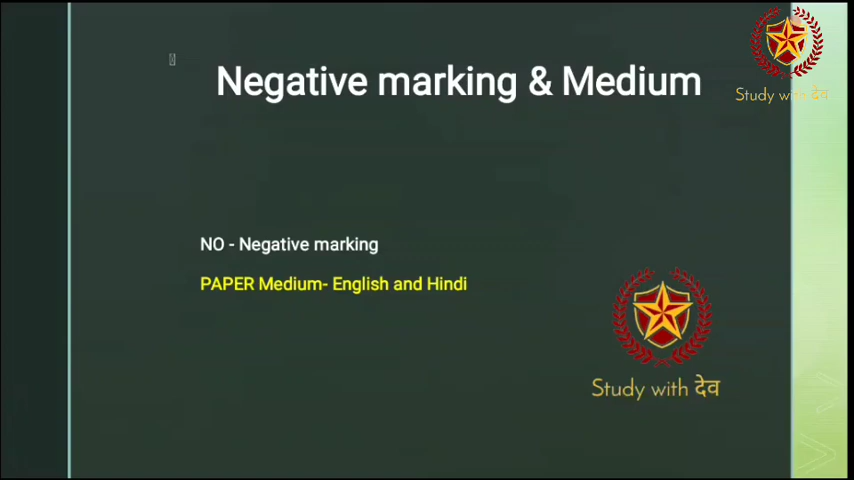 Negative marking & Medium
Study with देव
NO - Negative marking
PAPER Medium- English and Hindi
Study with देव